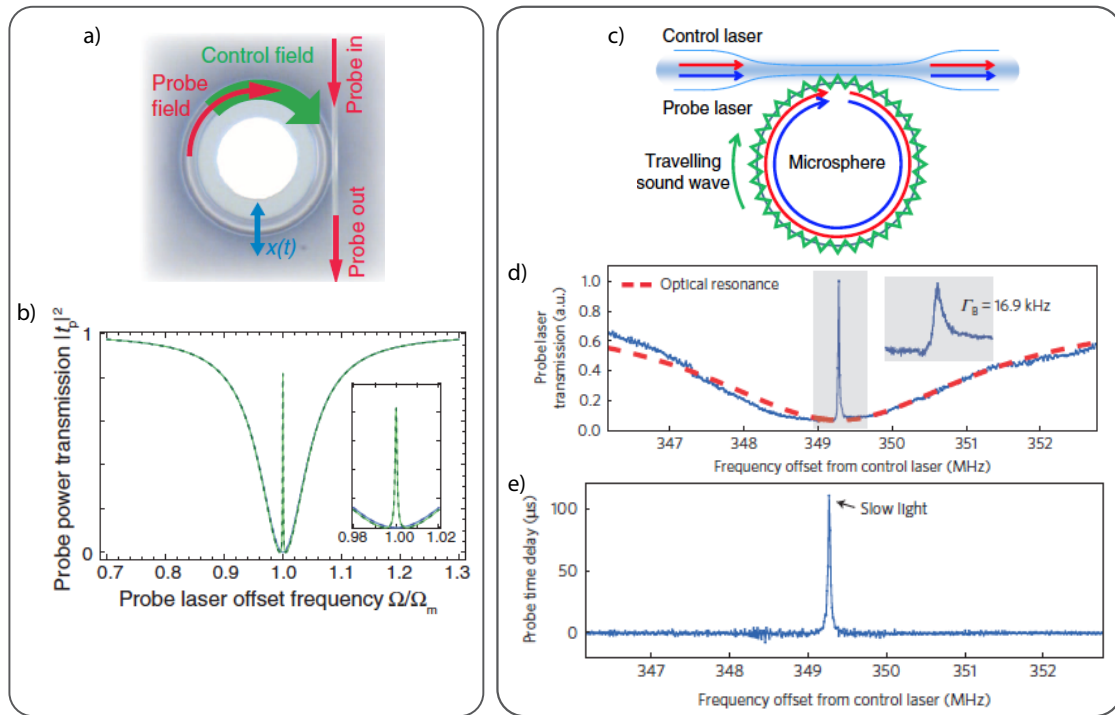 a)
Control field
Probe
field
Probe in
Probe out
x(t)
b)
Probe power transmission |tₚ|²
1
0
0.98 1.00 1.02
0.7 0.8 0.9 1.0 1.1 1.2 1.3
Probe laser offset frequency Ω/Ωₘ
c)
Control laser
Probe laser
Travelling
sound wave
Microsphere
d)
Probe laser
transmission (a.u.)
1.0
0.8
0.6
0.4
0.2
0.0
Optical resonance
Γ_B = 16.9 kHz
347 348 349 350 351 352
Frequency offset from control laser (MHz)
e)
Probe time delay (µs)
100
50
0
Slow light
347 348 349 350 351 352
Frequency offset from control laser (MHz)